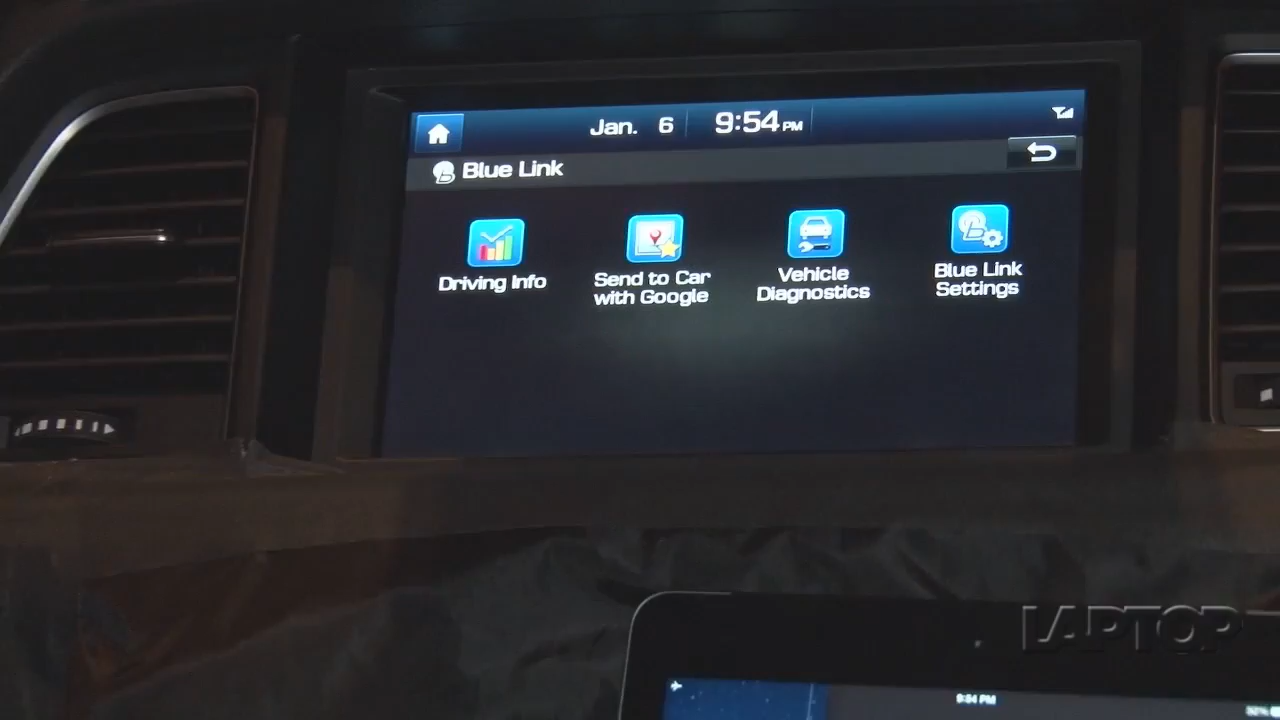 Jan. 6 9:54 PM
Blue Link
Driving Info
Send to Car
with Google
Vehicle
Diagnostics
Blue Link
Settings
LAPTOP
9:54 PM